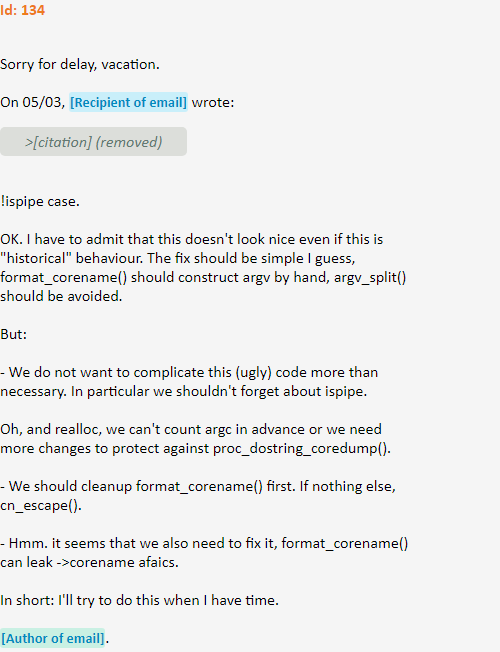 Id: 134
Sorry for delay, vacation.
On 05/03, [Recipient of email] wrote:
>[citation] (removed)
!ispipe case.
OK. I have to admit that this doesn't look nice even if this is
"historical" behaviour. The fix should be simple I guess,
format_corename() should construct argv by hand, argv_split()
should be avoided.
But:
- We do not want to complicate this (ugly) code more than
necessary. In particular we shouldn't forget about ispipe.
Oh, and realloc, we can't count argc in advance or we need
more changes to protect against proc_dostring_coredump().
- We should cleanup format_corename() first. If nothing else,
cn_escape().
- Hmm. it seems that we also need to fix it, format_corename()
can leak ->corename afaics.
In short: I'll try to do this when I have time.
[Author of email].